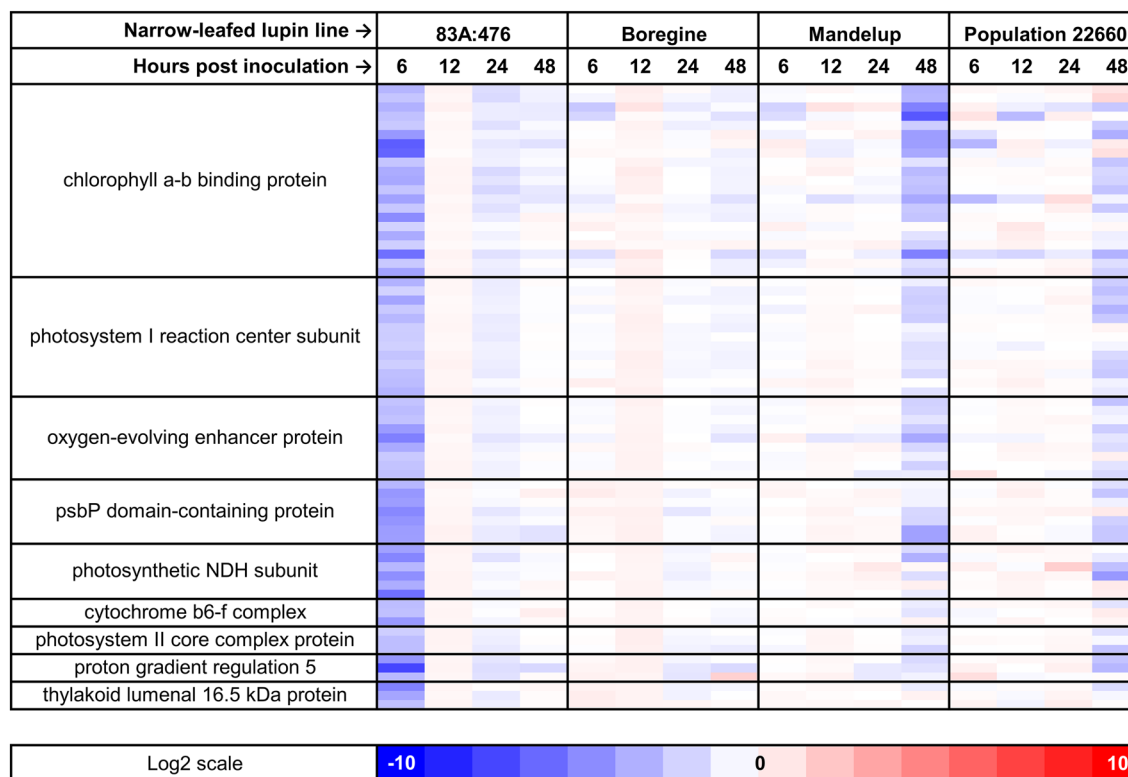 Narrow-leafed lupin line → 83A:476 Boregine Mandelup Population 22660
Hours post inoculation → 6 12 24 48 6 12 24 48 6 12 24 48 6 12 24 48
chlorophyll a-b binding protein
photosystem I reaction center subunit
oxygen-evolving enhancer protein
psbP domain-containing protein
photosynthetic NDH subunit
cytochrome b6-f complex
photosystem II core complex protein
proton gradient regulation 5
thylakoid lumenal 16.5 kDa protein
Log2 scale -10 0 10